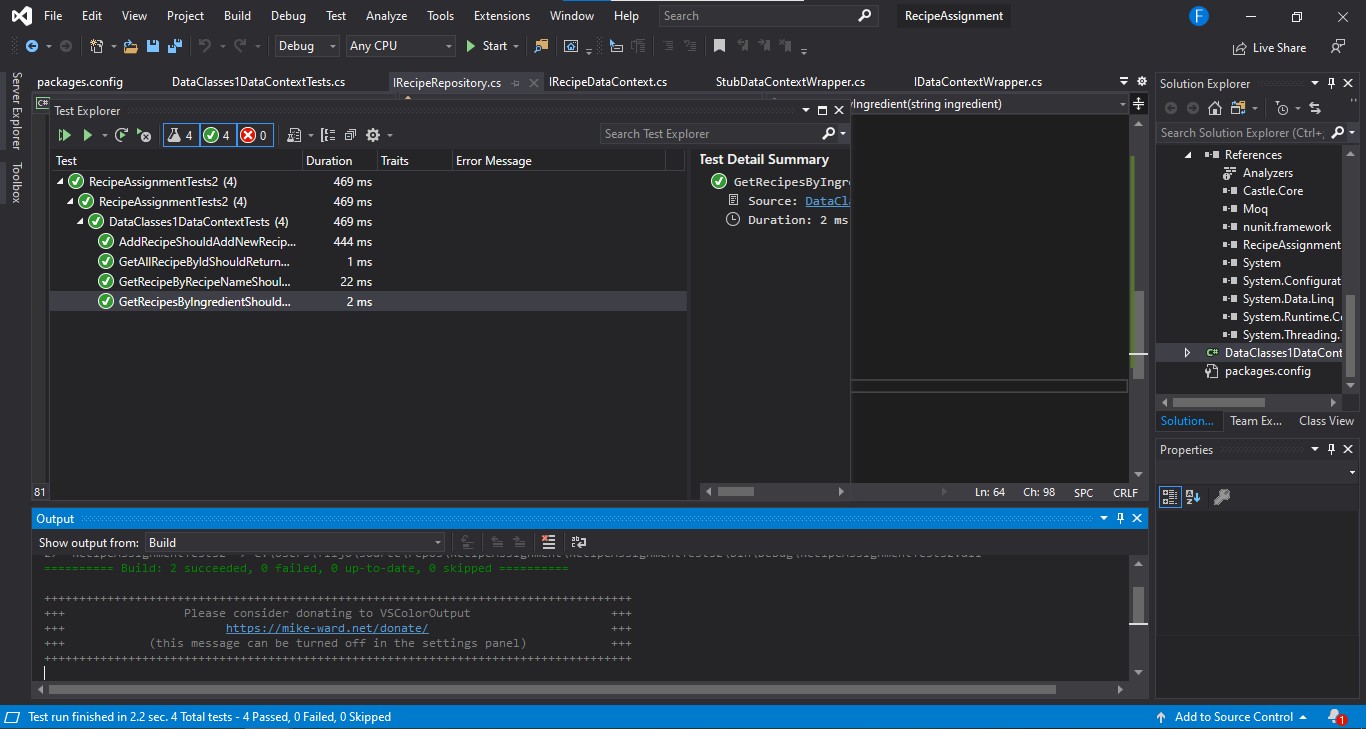 File Edit View Project Build Debug Test Analyze Tools Extensions Window Help Search RecipeAssignment F
Debug Any CPU Start Live Share
Server Explorer
Toolbox
packages.config DataClasses1DataContextTests.cs IRecipeRepository.cs IRecipeDataContext.cs StubDataContextWrapper.cs IDataContextWrapper.cs
C# yIngredient(string ingredient)
Test Explorer
4 4 0 Search Test Explorer
Test Duration Traits Error Message
RecipeAssignmentTests2 (4) 469 ms
RecipeAssignmentTests2 (4) 469 ms
DataClasses1DataContextTests (4) 469 ms
AddRecipeShouldAddNewRecip... 444 ms
GetAllRecipeByIdShouldReturn... 1 ms
GetRecipeByRecipeNameShoul... 22 ms
GetRecipesByIngredientShould... 2 ms
Test Detail Summary
GetRecipesByIngr
Source: DataCl
Duration: 2 ms
81 Ln: 64 Ch: 98 SPC CRLF
Solution Explorer
Search Solution Explorer (Ctrl+;
References
Analyzers
Castle.Core
Moq
nunit.framework
RecipeAssignment
System
System.Configurat
System.Data.Linq
System.Runtime.C
System.Threading.
C# DataClasses1DataCont
packages.config
Solution... Team Ex... Class View
Properties
Output
Show output from: Build
========== Build: 2 succeeded, 0 failed, 0 up-to-date, 0 skipped ==========
++++++++++++++++++++++++++++++++++++++++++++++++++++++++++++++++++++++++++++++++++++
+++ Please consider donating to VSColorOutput +++
+++ https://mike-ward.net/donate/ +++
+++ (this message can be turned off in the settings panel) +++
++++++++++++++++++++++++++++++++++++++++++++++++++++++++++++++++++++++++++++++++++++
Test run finished in 2.2 sec. 4 Total tests - 4 Passed, 0 Failed, 0 Skipped Add to Source Control 1